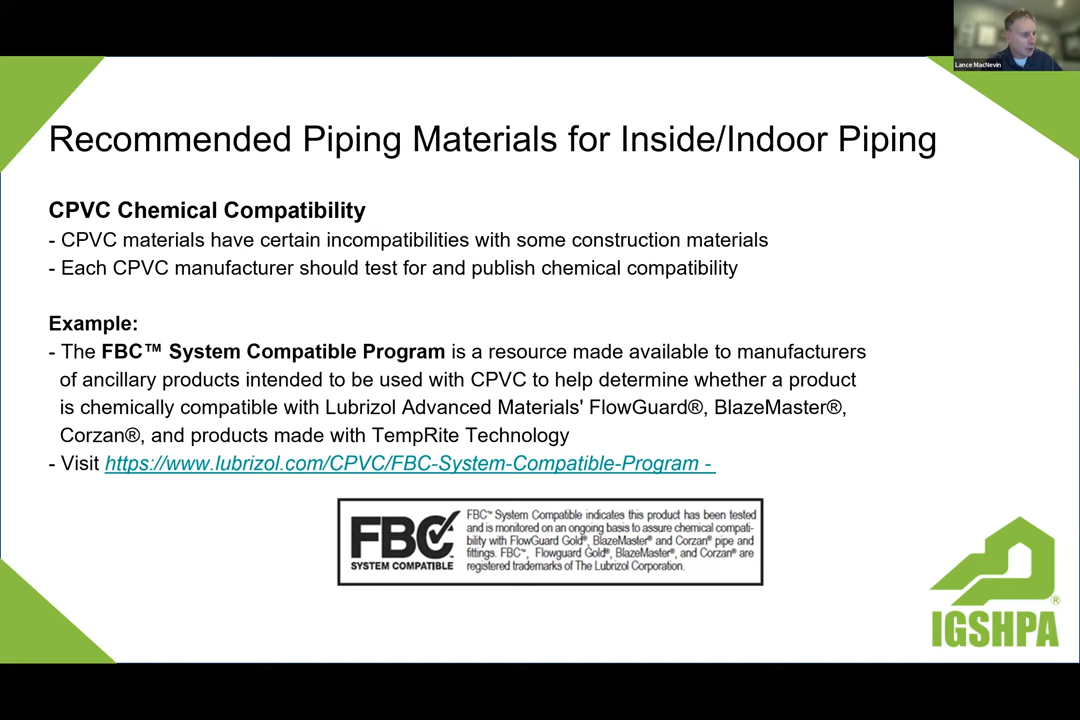 Lance MacNevin
Recommended Piping Materials for Inside/Indoor Piping
CPVC Chemical Compatibility
- CPVC materials have certain incompatibilities with some construction materials
- Each CPVC manufacturer should test for and publish chemical compatibility
Example:
- The FBC™ System Compatible Program is a resource made available to manufacturers
of ancillary products intended to be used with CPVC to help determine whether a product
is chemically compatible with Lubrizol Advanced Materials' FlowGuard®, BlazeMaster®,
Corzan®, and products made with TempRite Technology
- Visit https://www.lubrizol.com/CPVC/FBC-System-Compatible-Program -
FBC™
SYSTEM COMPATIBLE
FBC™ System Compatible indicates this product has been tested
and is monitored on an ongoing basis to assure chemical compati-
bility with FlowGuard Gold®, BlazeMaster® and Corzan® pipe and
fittings. FBC™, Flowguard Gold®, BlazeMaster®, and Corzan® are
registered trademarks of The Lubrizol Corporation.
IGSHPA®